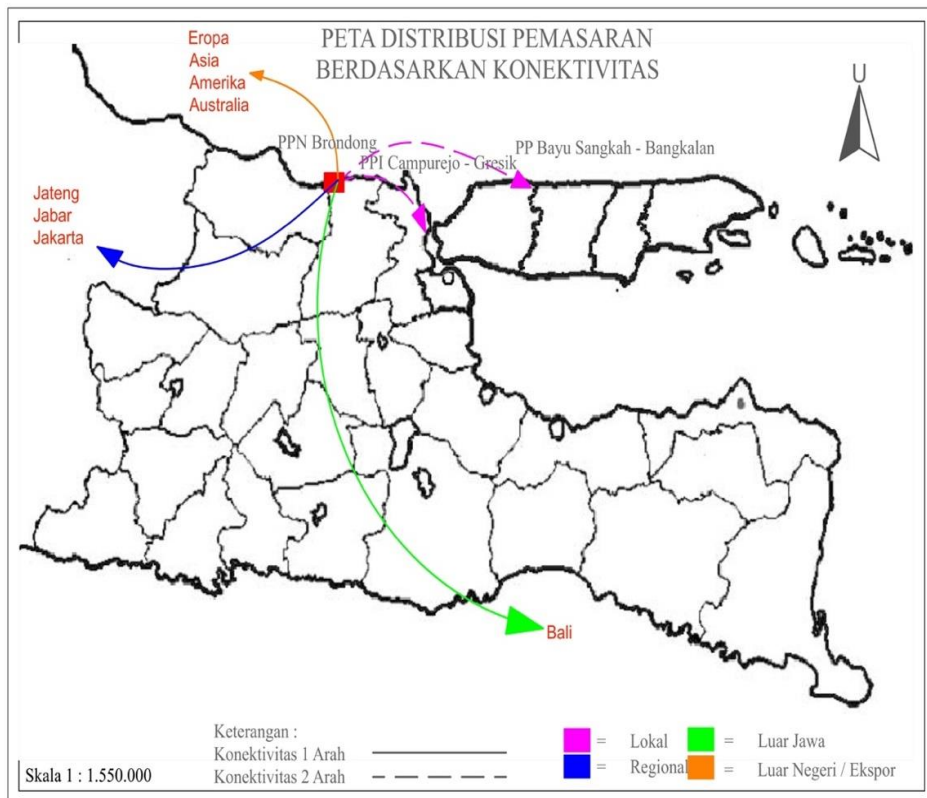 PETA DISTRIBUSI PEMASARAN
BERDASARKAN KONEKTIVITAS
Eropa
Asia
Amerika
Australia
U
PPN Brondong
PPI Campurejo - Gresik
PP Bayu Sangkah - Bangkalan
Jateng
Jabar
Jakarta
Bali
Keterangan :
Konektivitas 1 Arah
Konektivitas 2 Arah
= Lokal
= Regional
= Luar Jawa
= Luar Negeri / Ekspor
Skala 1 : 1.550.000